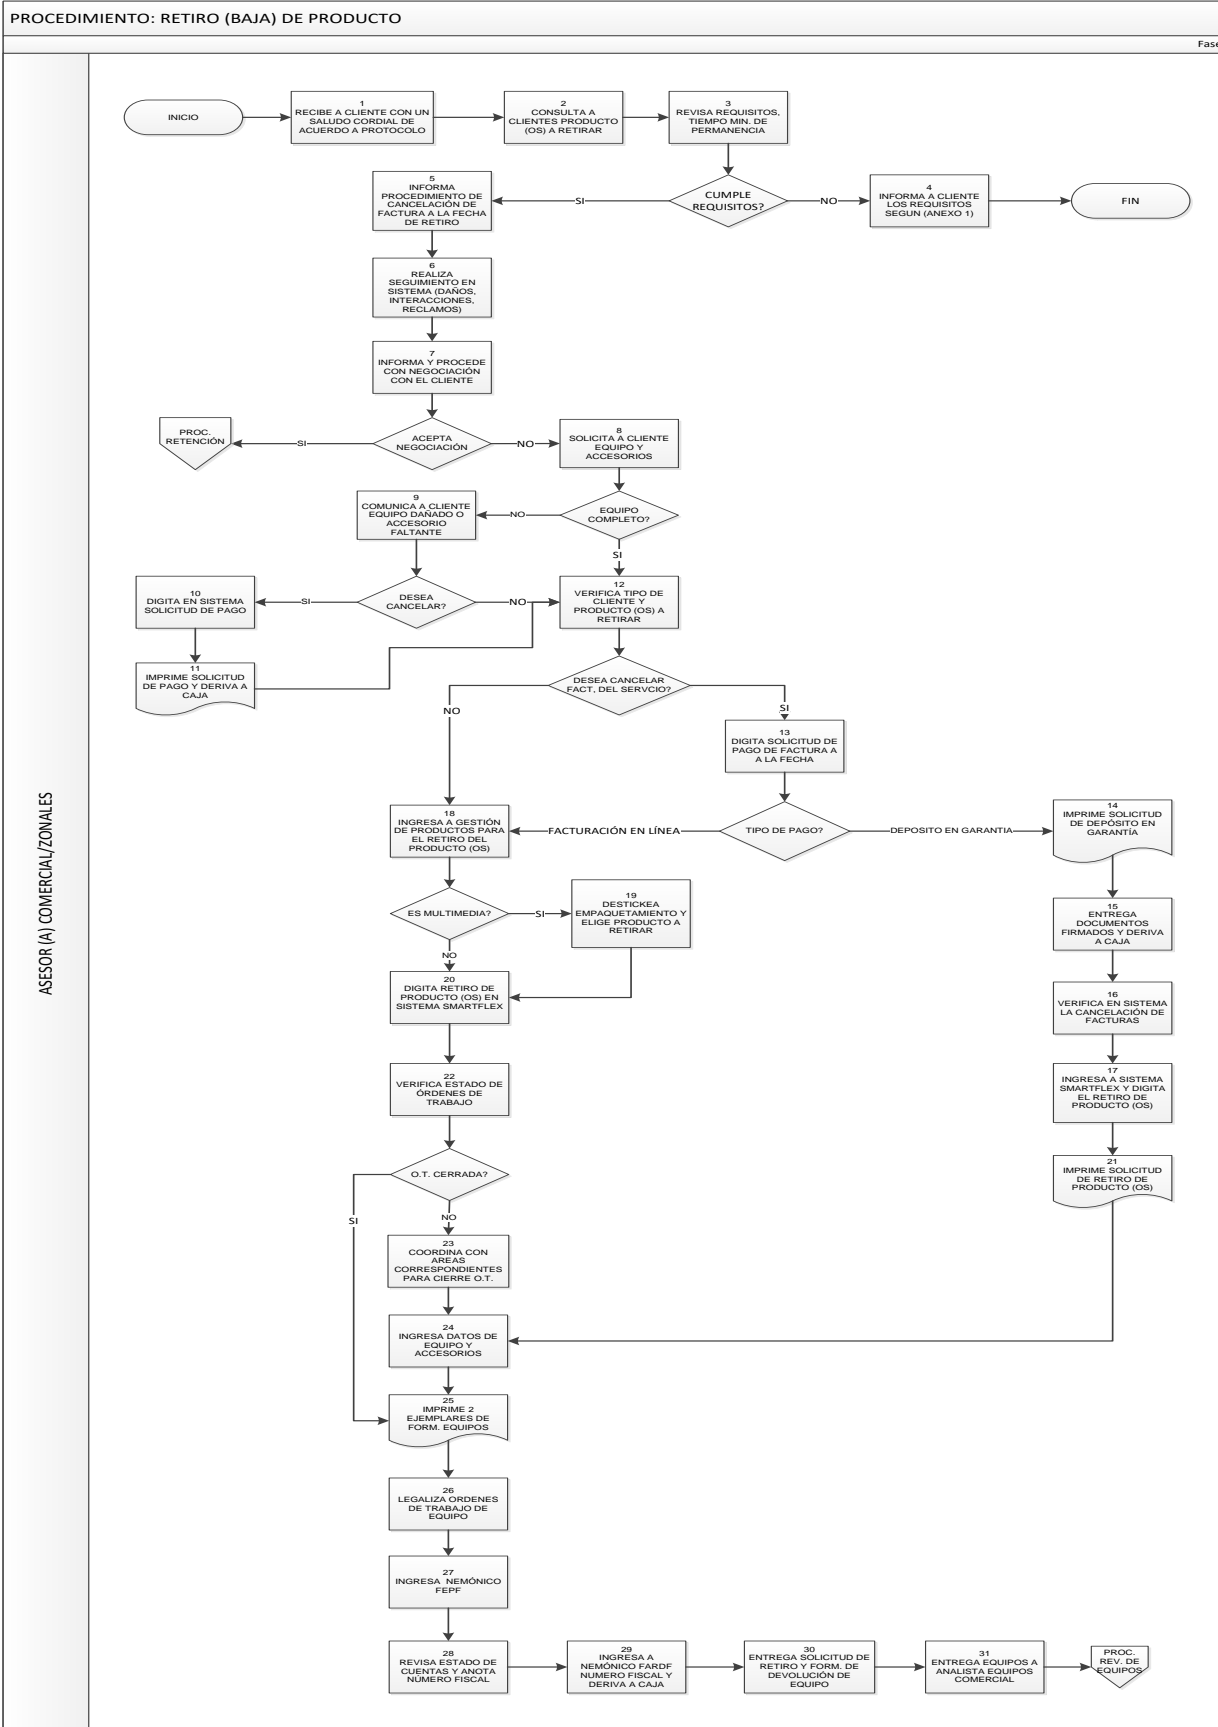 PROCEDIMIENTO: RETIRO (BAJA) DE PRODUCTO
Fase
ASESOR (A) COMERCIAL/ZONALES
INICIO
1
RECIBE A CLIENTE CON UN
SALUDO CORDIAL DE
ACUERDO A PROTOCOLO
2
CONSULTA A
CLIENTES PRODUCTO
(OS) A RETIRAR
3
REVISA REQUISITOS,
TIEMPO MIN. DE
PERMANENCIA
CUMPLE
REQUISITOS?
SI
NO
4
INFORMA A CLIENTE
LOS REQUISITOS
SEGUN (ANEXO 1)
FIN
5
INFORMA
PROCEDIMIENTO DE
CANCELACIÓN DE
FACTURA A LA FECHA
DE RETIRO
6
REALIZA
SEGUIMIENTO EN
SISTEMA (DAÑOS,
INTERACCIONES,
RECLAMOS)
7
INFORMA Y PROCEDE
CON NEGOCIACIÓN
CON EL CLIENTE
ACEPTA
NEGOCIACIÓN
SI
NO
PROC.
RETENCIÓN
8
SOLICITA A CLIENTE
EQUIPO Y
ACCESORIOS
EQUIPO
COMPLETO?
NO
SI
9
COMUNICA A CLIENTE
EQUIPO DAÑADO O
ACCESORIO
FALTANTE
DESEA
CANCELAR?
SI
NO
10
DIGITA EN SISTEMA
SOLICITUD DE PAGO
11
IMPRIME SOLICITUD
DE PAGO Y DERIVA A
CAJA
12
VERIFICA TIPO DE
CLIENTE Y
PRODUCTO (OS) A
RETIRAR
DESEA CANCELAR
FACT, DEL SERVCIO?
NO
SI
13
DIGITA SOLICITUD DE
PAGO DE FACTURA A
A LA FECHA
TIPO DE PAGO?
FACTURACIÓN EN LÍNEA
DEPOSITO EN GARANTIA
14
IMPRIME SOLICITUD
DE DEPÓSITO EN
GARANTÍA
15
ENTREGA
DOCUMENTOS
FIRMADOS Y DERIVA
A CAJA
16
VERIFICA EN SISTEMA
LA CANCELACIÓN DE
FACTURAS
17
INGRESA A SISTEMA
SMARTFLEX Y DIGITA
EL RETIRO DE
PRODUCTO (OS)
21
IMPRIME SOLICITUD
DE RETIRO DE
PRODUCTO (OS)
18
INGRESA A GESTIÓN
DE PRODUCTOS PARA
EL RETIRO DEL
PRODUCTO (OS)
ES MULTIMEDIA?
SI
NO
19
DESTICKEA
EMPAQUETAMIENTO Y
ELIGE PRODUCTO A
RETIRAR
20
DIGITA RETIRO DE
PRODUCTO (OS) EN
SISTEMA SMARTFLEX
22
VERIFICA ESTADO DE
ÓRDENES DE
TRABAJO
O.T. CERRADA?
SI
NO
23
COORDINA CON
AREAS
CORRESPONDIENTES
PARA CIERRE O.T.
24
INGRESA DATOS DE
EQUIPO Y
ACCESORIOS
25
IMPRIME 2
EJEMPLARES DE
FORM. EQUIPOS
26
LEGALIZA ORDENES
DE TRABAJO DE
EQUIPO
27
INGRESA NEMÓNICO
FEPF
28
REVISA ESTADO DE
CUENTAS Y ANOTA
NÚMERO FISCAL
29
INGRESA A
NEMÓNICO FARDF
NUMERO FISCAL Y
DERIVA A CAJA
30
ENTREGA SOLICITUD DE
RETIRO Y FORM. DE
DEVOLUCIÓN DE
EQUIPO
31
ENTREGA EQUIPOS A
ANALISTA EQUIPOS
COMERCIAL
PROC.
REV. DE
EQUIPOS